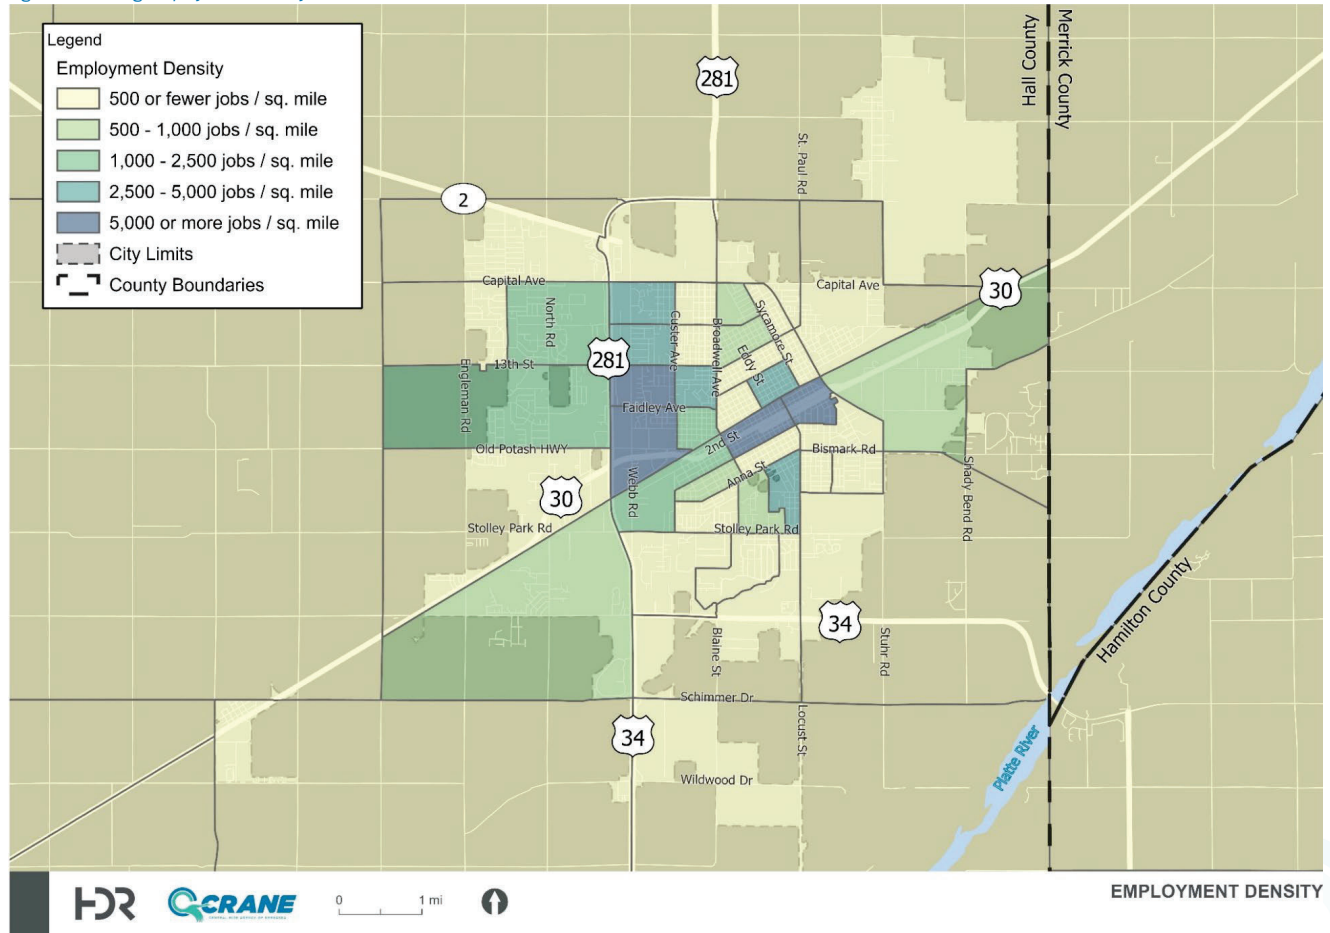 Legend
Employment Density
500 or fewer jobs / sq. mile
500 - 1,000 jobs / sq. mile
1,000 - 2,500 jobs / sq. mile
2,500 - 5,000 jobs / sq. mile
5,000 or more jobs / sq. mile
City Limits
County Boundaries
281
Hall County
Merrick County
St. Paul Rd
2
Capital Ave
Capital Ave
30
North Rd
Custer Ave
Broadwell Ave
Sycamore St
Eddy St
281
13th St
Engleman Rd
Faidley Ave
Old Potash HWY
2nd St
Bismark Rd
Anna St
Webb Rd
30
Shady Bend Rd
Stolley Park Rd
Stolley Park Rd
34
Hamilton County
Blaine St
Stuhr Rd
Schimmer Dr
34
Locust St
Platte River
Wildwood Dr
HDR
CRANE
0 1 mi
EMPLOYMENT DENSITY